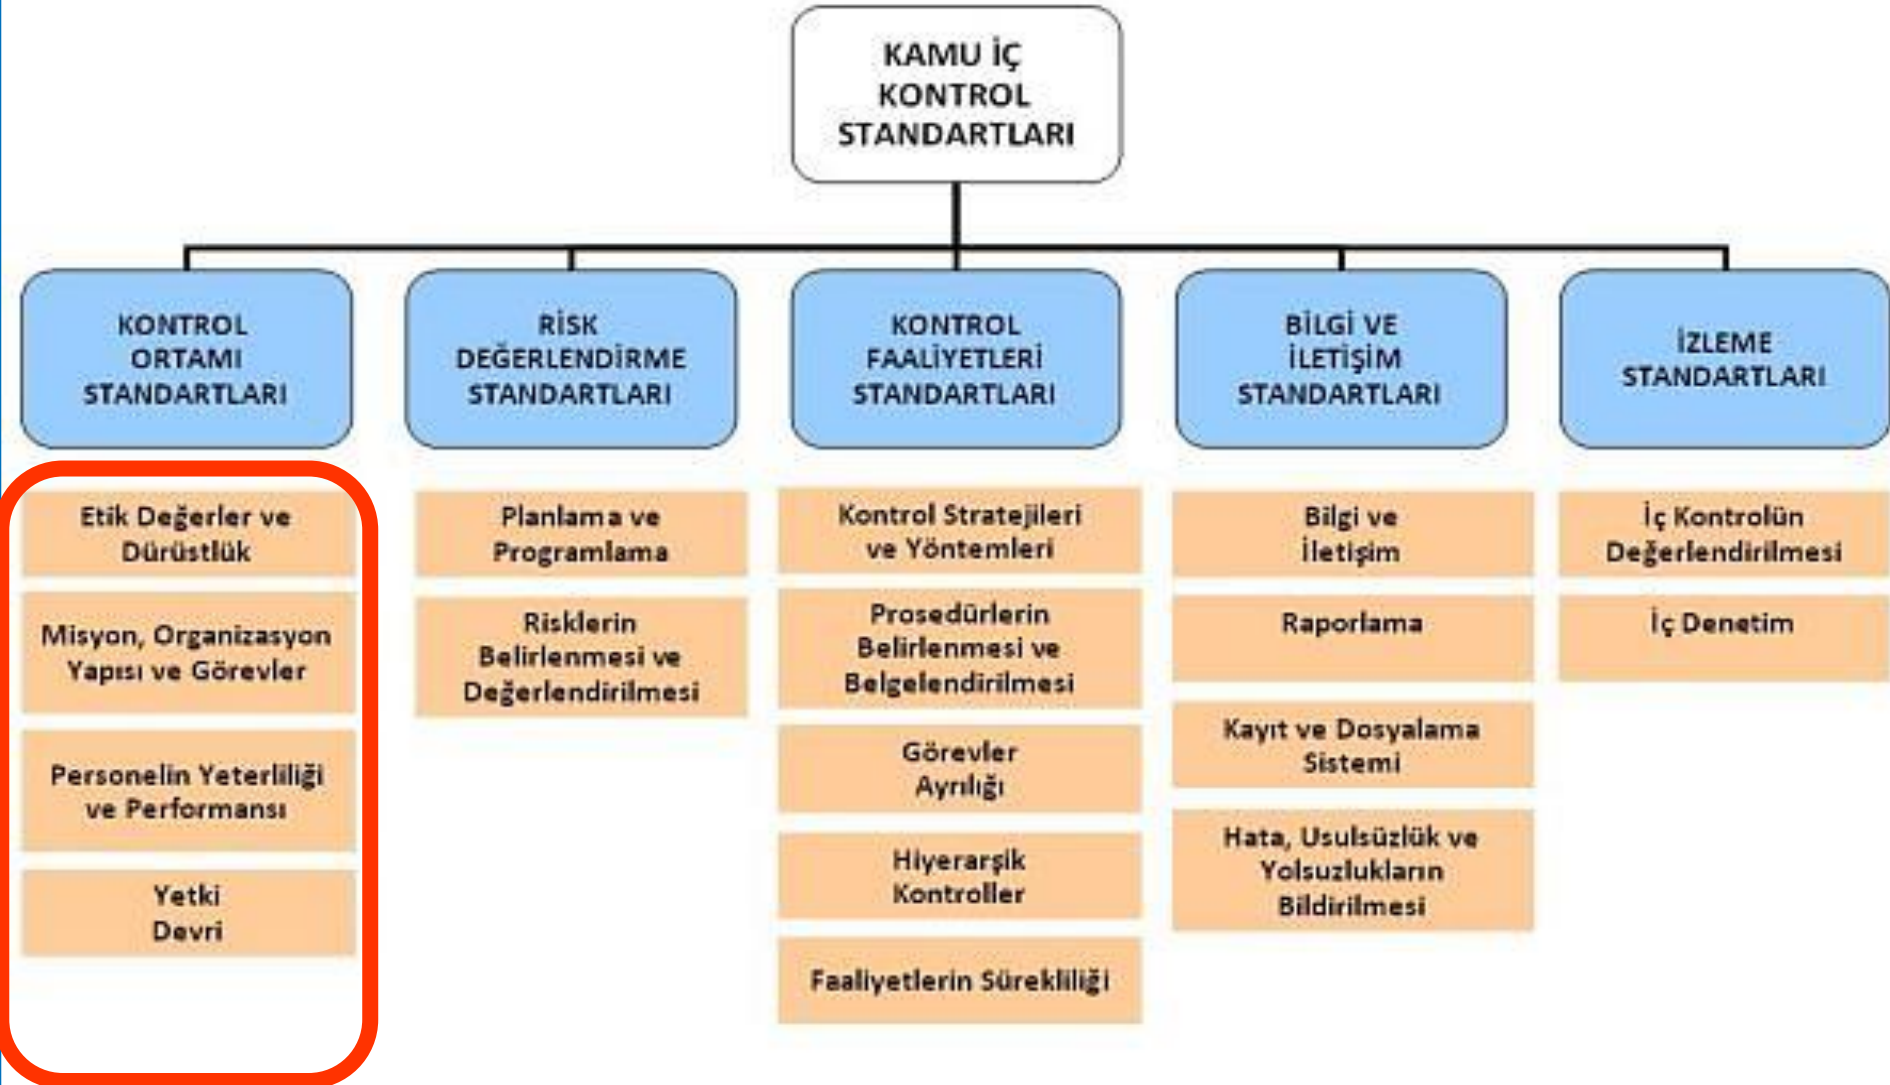 KAMU İÇ
KONTROL
STANDARTLARI
KONTROL
ORTAMI
STANDARTLARI
RİSK
DEĞERLENDİRME
STANDARTLARI
KONTROL
FAALİYETLERİ
STANDARTLARI
BİLGİ VE
İLETİŞİM
STANDARTLARI
İZLEME
STANDARTLARI
Etik Değerler ve
Dürüstlük
Misyon, Organizasyon
Yapısı ve Görevler
Personelin Yeterliliği
ve Performansı
Yetki
Devri
Planlama ve
Programlama
Risklerin
Belirlenmesi ve
Değerlendirilmesi
Kontrol Stratejileri
ve Yöntemleri
Prosedürlerin
Belirlenmesi ve
Belgelendirilmesi
Görevler
Ayrılığı
Hiyerarşik
Kontroller
Faaliyetlerin Sürekliliği
Bilgi ve
İletişim
Raporlama
Kayıt ve Dosyalama
Sistemi
Hata, Usulsüzlük ve
Yolsuzlukların
Bildirilmesi
İç Kontrolün
Değerlendirilmesi
İç Denetim